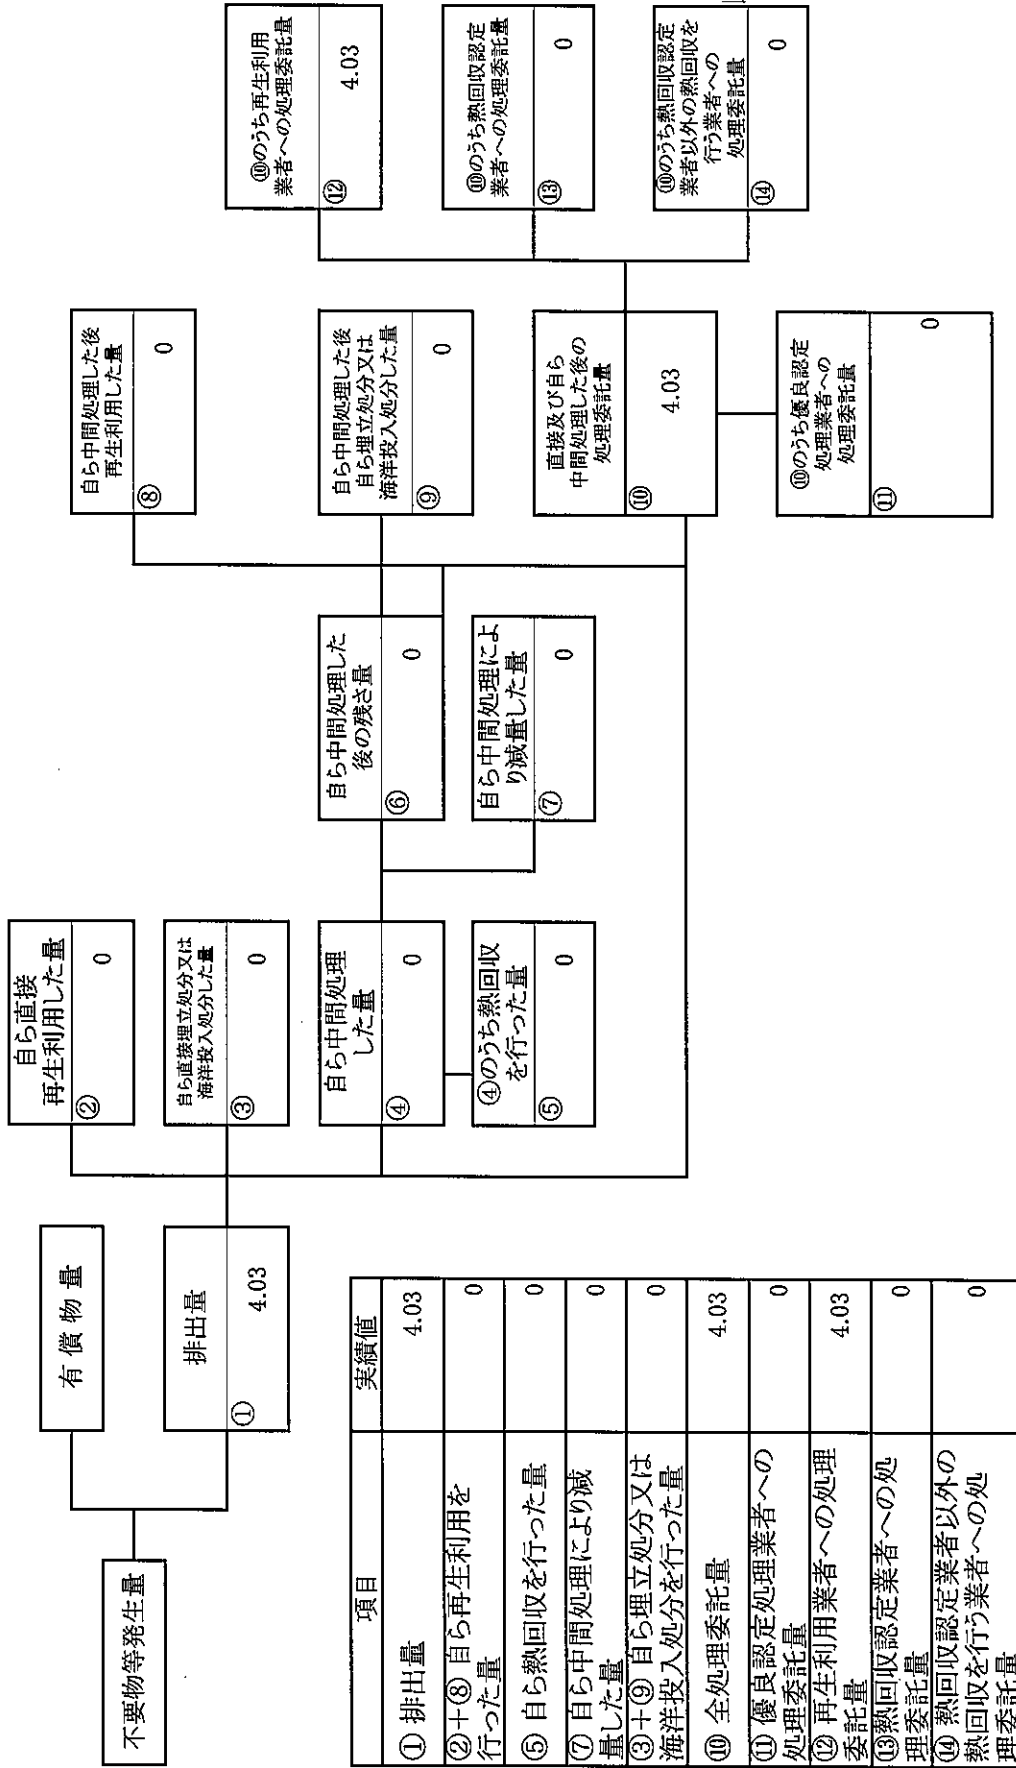 不要物等発生量
有償物量
排出量
①
4.03
自ら直接
再生利用した量
②
0
自ら直接埋立処分又は
海洋投入処分した量
③
0
自ら中間処理
した量
④
0
④のうち熱回収
を行った量
⑤
0
自ら中間処理した
後の残さ量
⑥
0
自ら中間処理によ
り減量した量
⑦
0
自ら中間処理した後
再生利用した量
⑧
0
自ら中間処理した後
自ら埋立処分又は
海洋投入処分した量
⑨
0
直接及び自ら
中間処理した後の
処理委託量
⑩
4.03
⑩のうち優良認定
処理業者への
処理委託量
⑪
0
⑩のうち再生利用
業者への処理委託量
⑫
4.03
⑩のうち熱回収認定
業者への処理委託量
⑬
0
⑩のうち熱回収認定
業者以外の熱回収を
行う業者への
処理委託量
⑭
0
項目 実績値
①排出量 4.03
②+⑧ 自ら再生利用を
行った量 0
⑤ 自ら熱回収を行った量 0
⑦ 自ら中間処理により減
量した量 0
③+⑨ 自ら埋立処分又は
海洋投入処分を行った量 0
⑩ 全処理委託量 4.03
⑪ 優良認定処理業者への
処理委託量 0
⑫ 再生利用業者への処理
委託量 4.03
⑬熱回収認定業者への処
理委託量 0
⑭ 熱回収認定業者以外の
熱回収を行う業者への処
理委託量 0